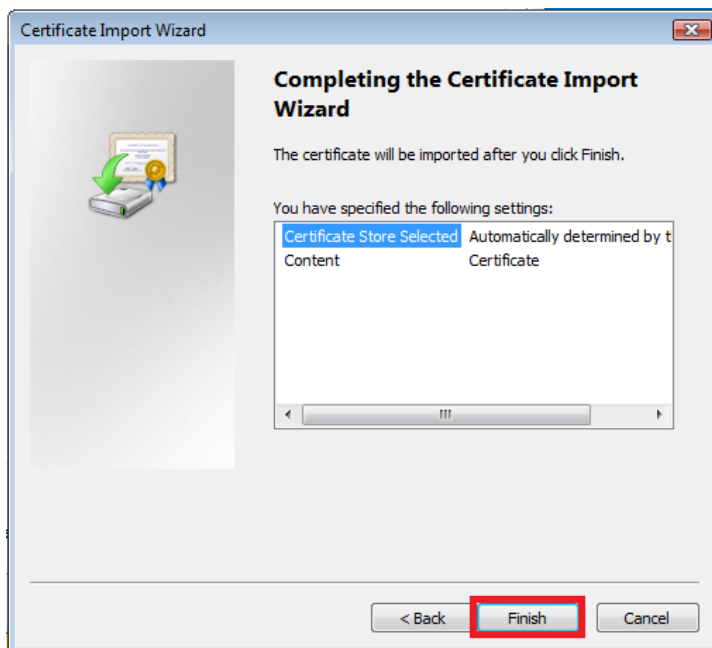 Certificate Import Wizard
Completing the Certificate Import
Wizard
The certificate will be imported after you click Finish.
You have specified the following settings:
Certificate Store Selected Automatically determined by t
Content Certificate
< Back Finish Cancel